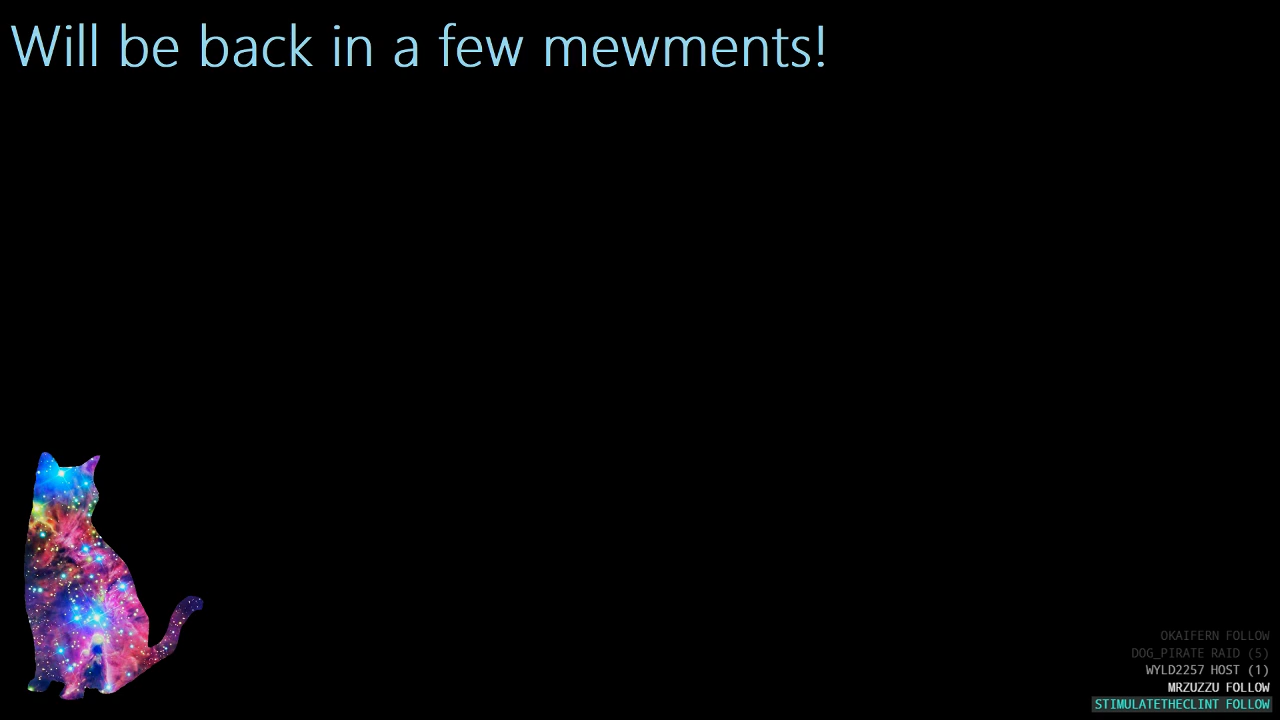 Will be back in a few mewments!
OKAIFERN FOLLOW
DOG_PIRATE RAID (5)
WYLD2257 HOST (1)
MRZUZZU FOLLOW
STIMULATETHECLINT FOLLOW